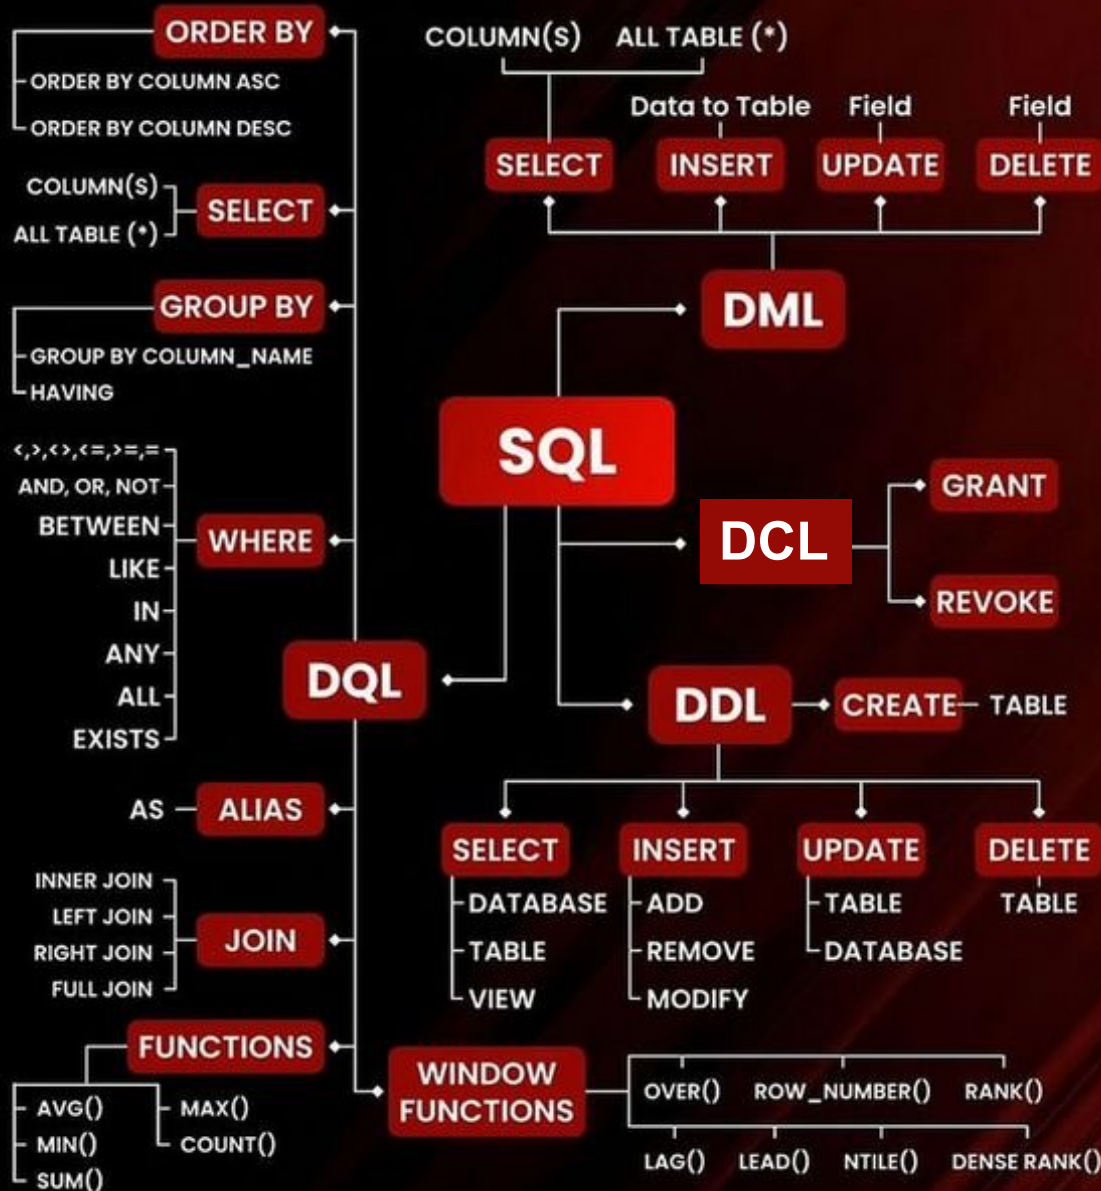 ORDER BY
ORDER BY COLUMN ASC
ORDER BY COLUMN DESC
COLUMN(S)
ALL TABLE (*)
SELECT
GROUP BY
GROUP BY COLUMN_NAME
HAVING
<,>,<>,<=,>=,=
AND, OR, NOT
BETWEEN
LIKE
IN
ANY
ALL
EXISTS
WHERE
DQL
AS
ALIAS
INNER JOIN
LEFT JOIN
RIGHT JOIN
FULL JOIN
JOIN
FUNCTIONS
AVG()
MIN()
SUM()
MAX()
COUNT()
WINDOW
FUNCTIONS
OVER()
ROW_NUMBER()
RANK()
LAG()
LEAD()
NTILE()
DENSE RANK()
COLUMN(S)
ALL TABLE (*)
Data to Table
Field
Field
SELECT
INSERT
UPDATE
DELETE
DML
SQL
DCL
GRANT
REVOKE
DDL
CREATE
TABLE
SELECT
DATABASE
TABLE
VIEW
INSERT
ADD
REMOVE
MODIFY
UPDATE
TABLE
DATABASE
DELETE
TABLE